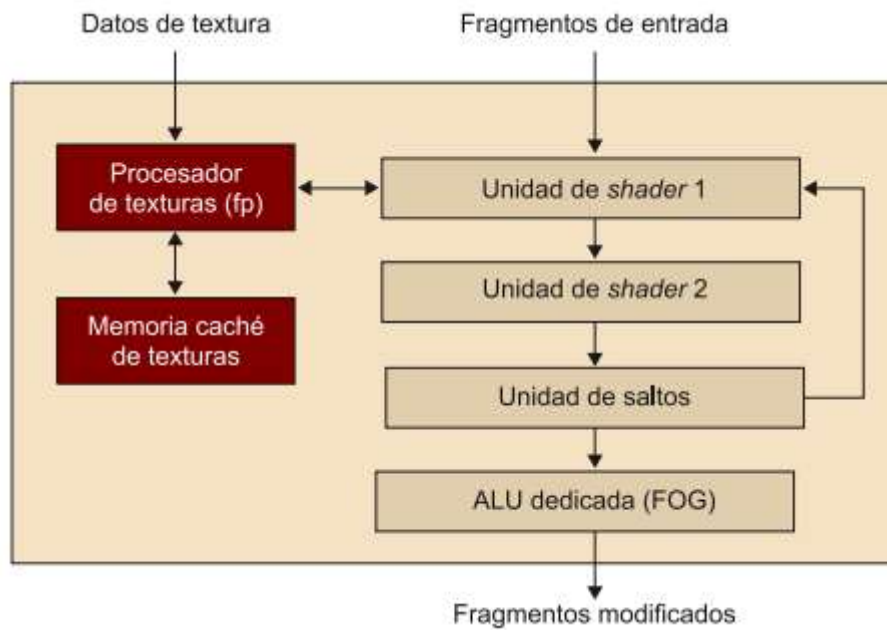 Datos de textura
Fragmentos de entrada
Procesador
de texturas (fp)
Memoria caché
de texturas
Unidad de shader 1
Unidad de shader 2
Unidad de saltos
ALU dedicada (FOG)
Fragmentos modificados